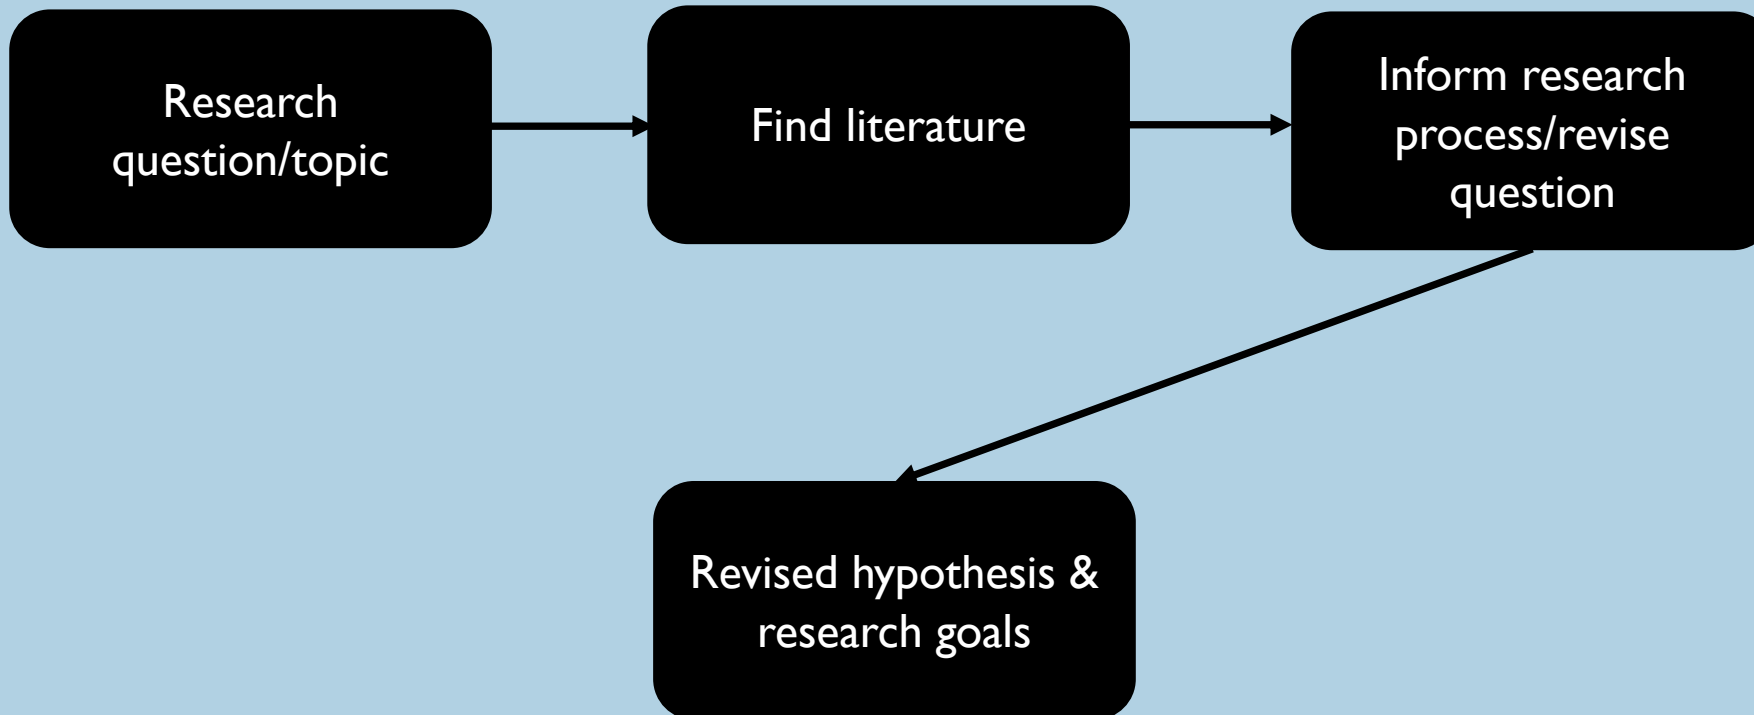 Research
question/topic
Find literature
Inform research
process/revise
question
Revised hypothesis &
research goals